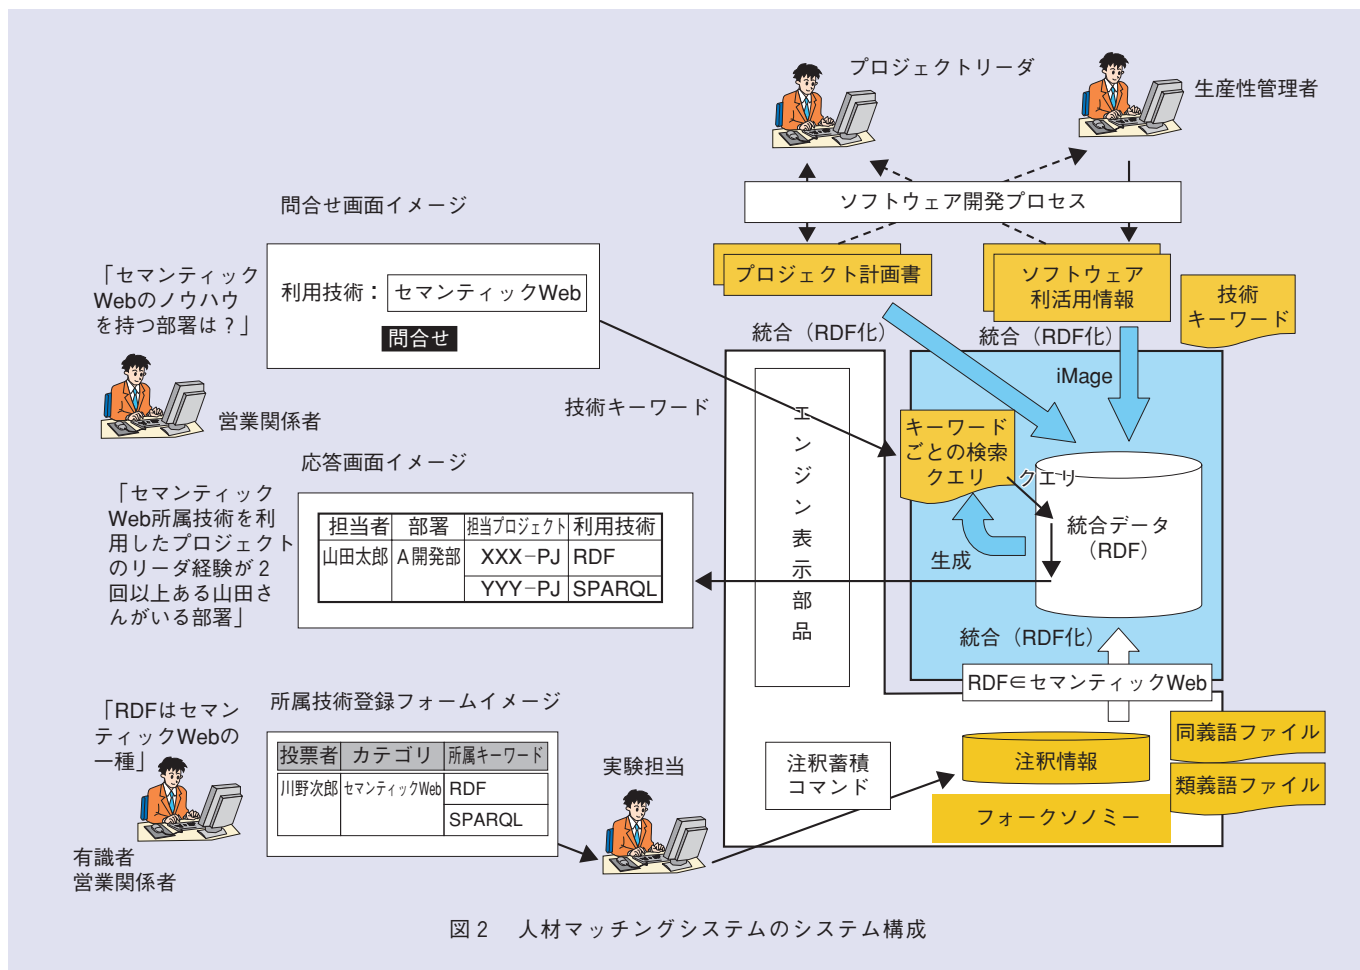 プロジェクトリーダ
生産性管理者
ソフトウェア開発プロセス
問合せ画面イメージ
プロジェクト計画書
ソフトウェア
利活用情報
技術
キーワード
「セマンティック
Webのノウハウ
を持つ部署は？」
利用技術：
セマンティックWeb
問合せ
営業関係者
統合（RDF化）
統合（RDF化）
iMage
技術キーワード
エンジン表示部品
キーワード
ごとの検索
クエリ
クエリ
統合データ
（RDF）
生成
応答画面イメージ
「セマンティック
Web所属技術を利
用したプロジェクト
のリーダ経験が２
回以上ある山田さ
んがいる部署」
担当者 部署 担当プロジェクト 利用技術
山田太郎 A開発部 XXX−PJ RDF
YYY−PJ SPARQL
統合（RDF化）
RDF∈セマンティックWeb
所属技術登録フォームイメージ
「RDFはセマン
ティックWebの
一種」
投票者 カテゴリ 所属キーワード
川野次郎 セマンティックWeb RDF
SPARQL
有識者
営業関係者
実験担当
注釈蓄積
コマンド
注釈情報
フォークソノミー
同義語ファイル
類義語ファイル
図２　人材マッチングシステムのシステム構成